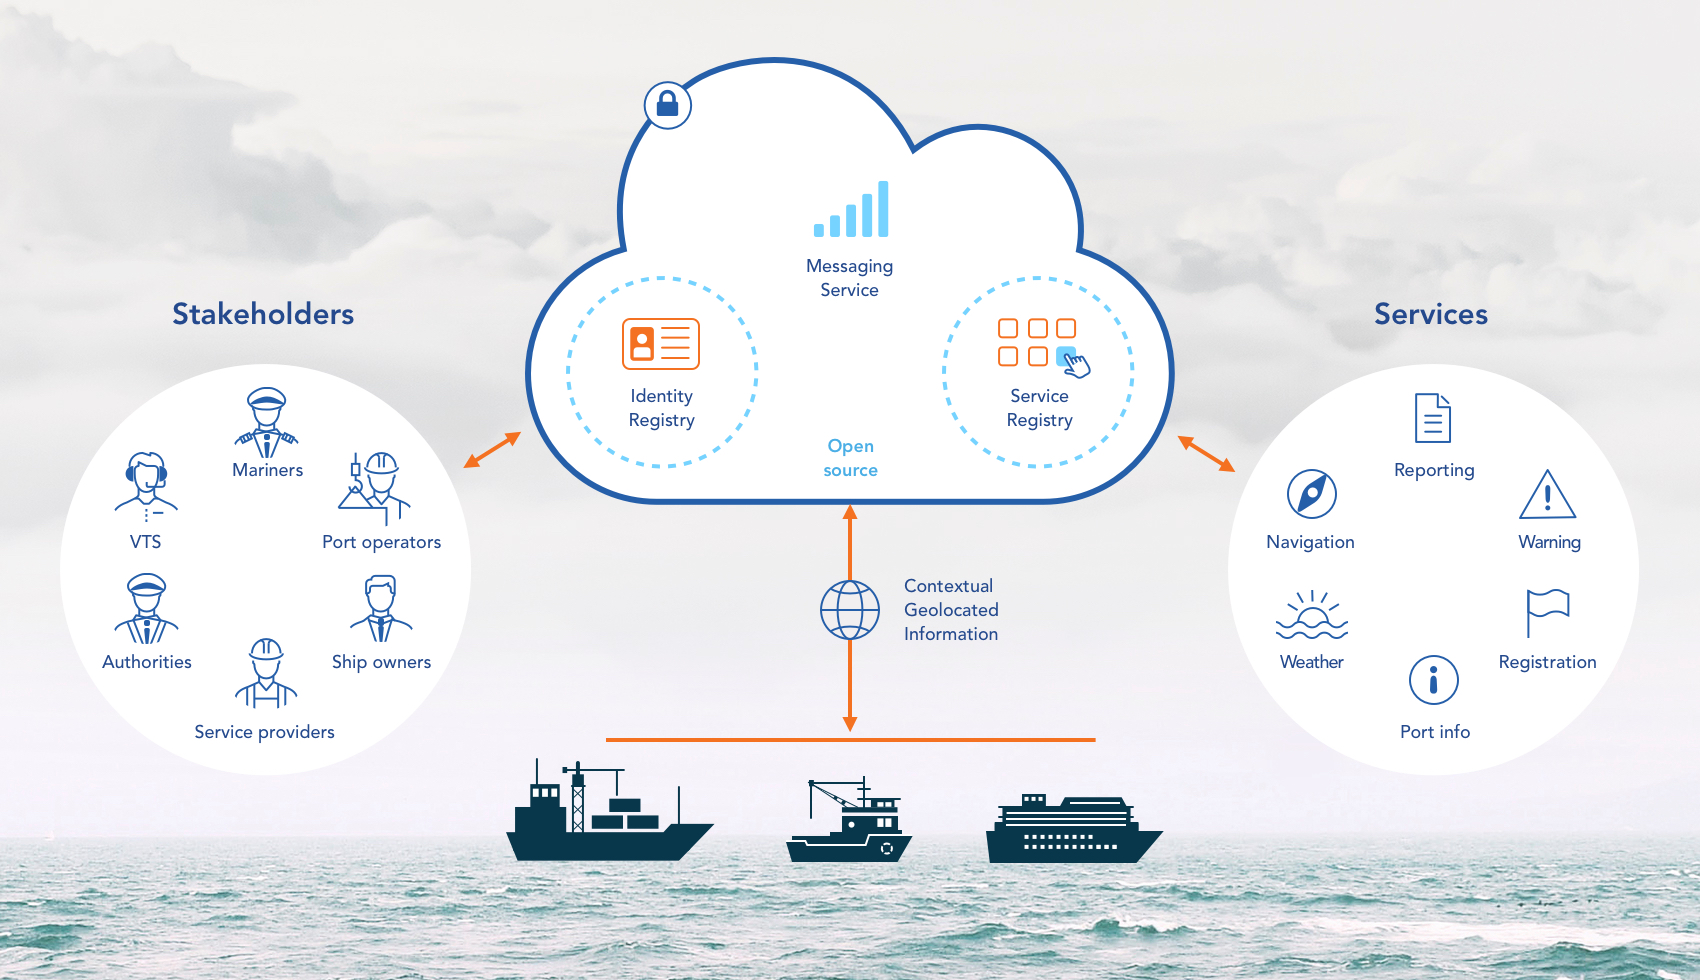 Messaging
Service
Stakeholders
Services
Identity
Registry
Service
Registry
Open
source
Mariners
VTS
Port operators
Authorities
Ship owners
Service providers
Contextual
Geolocated
Information
Reporting
Navigation
Warning
Weather
Registration
Port info